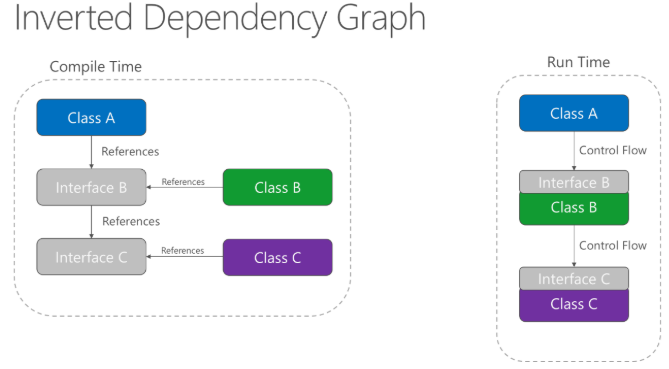 Inverted Dependency Graph
Compile Time
Class A
References
Interface B
References
Class B
References
Interface C
References
Class C
Run Time
Class A
Control Flow
Interface B
Class B
Control Flow
Interface C
Class C